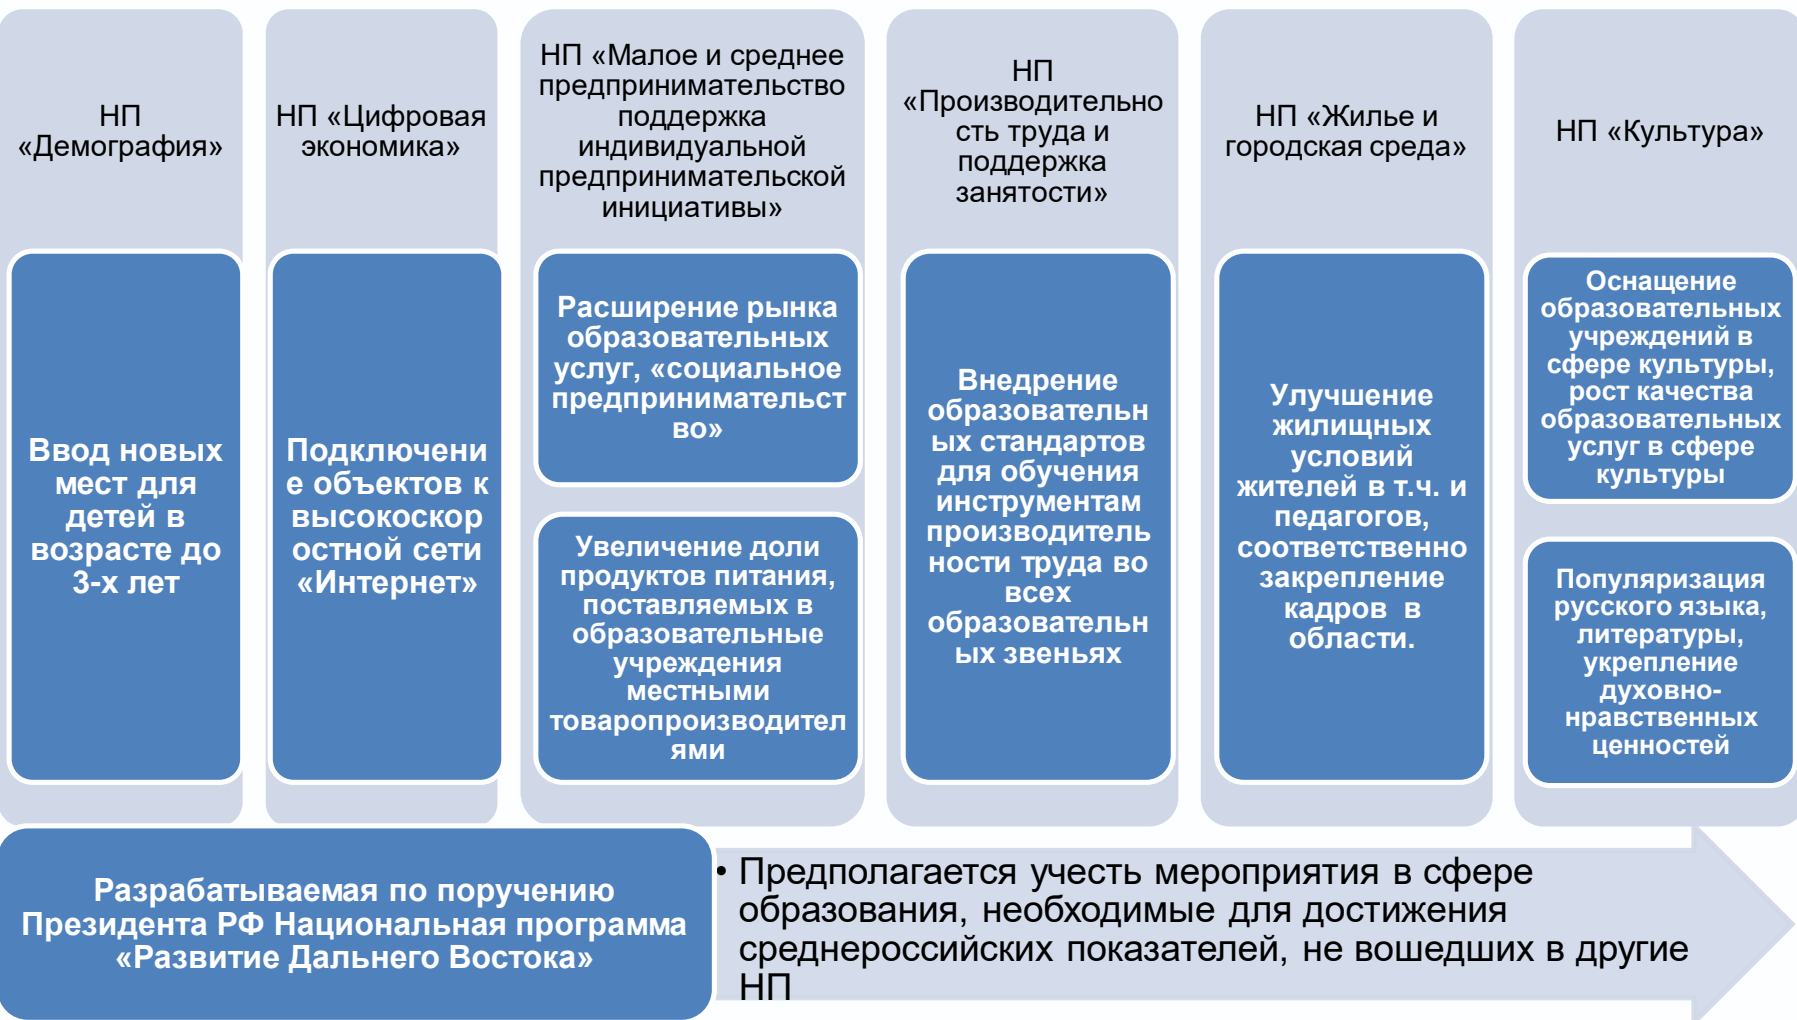 НП
«Демография»
Ввод новых
мест для
детей в
возрасте до
3-х лет
НП «Цифровая
экономика»
Подключени
е объектов к
высокоскор
остной сети
«Интернет»
НП «Малое и среднее
предпринимательство
поддержка
индивидуальной
предпринимательской
инициативы»
Расширение рынка
образовательных
услуг, «социальное
предпринимательст
во»
Увеличение доли
продуктов питания,
поставляемых в
образовательные
учреждения
местными
товаропроизводител
ями
НП
«Производительно
сть труда и
поддержка
занятости»
Внедрение
образовательн
ых стандартов
для обучения
инструментам
производитель
ности труда во
всех
образовательн
ых звеньях
НП «Жилье и
городская среда»
Улучшение
жилищных
условий
жителей в т.ч. и
педагогов,
соответственно
закрепление
кадров  в
области.
НП «Культура»
Оснащение
образовательных
учреждений в
сфере культуры,
рост качества
образовательных
услуг в сфере
культуры
Популяризация
русского языка,
литературы,
укрепление
духовно-
нравственных
ценностей
Разрабатываемая по поручению
Президента РФ Национальная программа
«Развитие Дальнего Востока»
• Предполагается учесть мероприятия в сфере
образования, необходимые для достижения
среднероссийских показателей, не вошедших в другие
НП